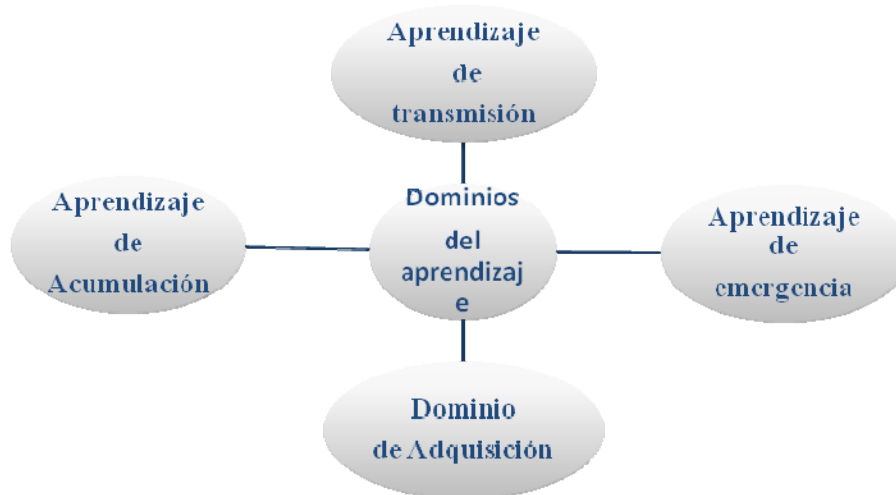 Aprendizaje
de
transmisión
Aprendizaje
de
Acumulación
Dominios
del
aprendizaj
e
Aprendizaje
de
emergencia
Dominio
de Adquisición